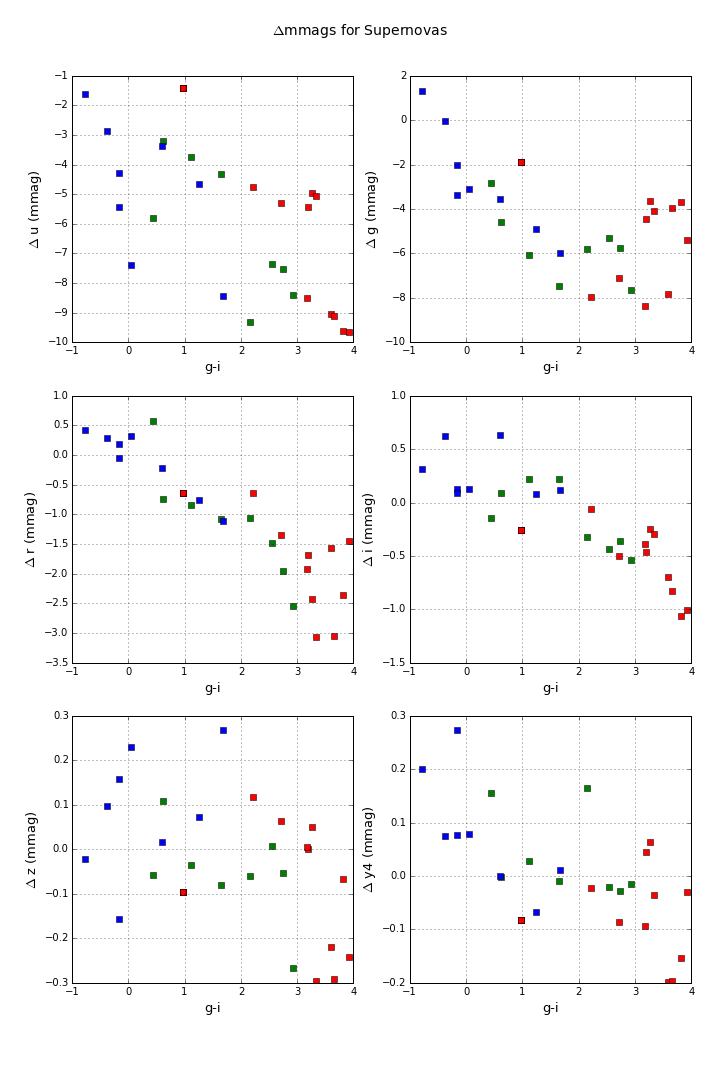 Δmmags for Supernovas
−1
−2
−3
−4
−5
−6
−7
−8
−9
−10
Δ u (mmag)
−1 0 1 2 3 4
g-i
2
0
−2
−4
−6
−8
−10
Δ g (mmag)
−1 0 1 2 3 4
g-i
1.0
0.5
0.0
−0.5
−1.0
−1.5
−2.0
−2.5
−3.0
−3.5
Δ r (mmag)
−1 0 1 2 3 4
g-i
1.0
0.5
0.0
−0.5
−1.0
−1.5
Δ i (mmag)
−1 0 1 2 3 4
g-i
0.3
0.2
0.1
0.0
−0.1
−0.2
−0.3
Δ z (mmag)
−1 0 1 2 3 4
g-i
0.3
0.2
0.1
0.0
−0.1
−0.2
Δ y4 (mmag)
−1 0 1 2 3 4
g-i